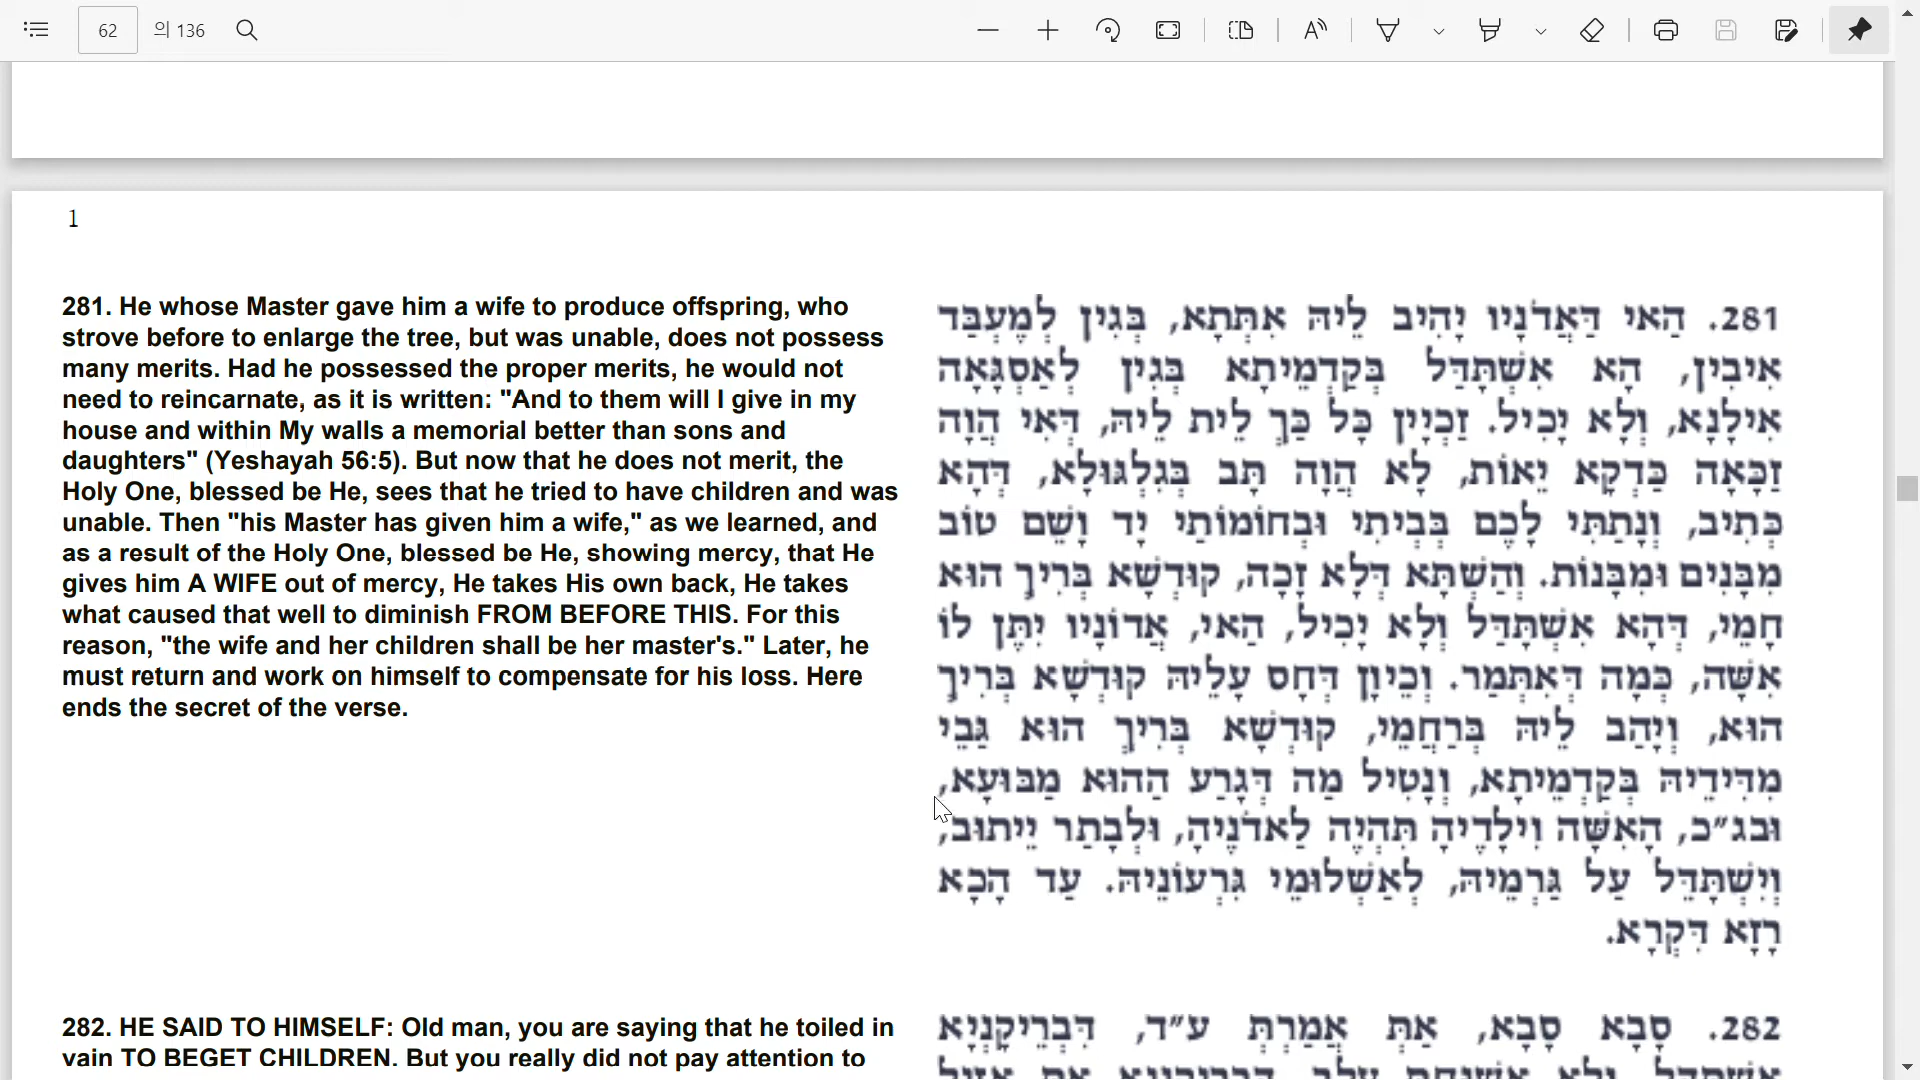 62 의 136
1
281. He whose Master gave him a wife to produce offspring, who
strove before to enlarge the tree, but was unable, does not possess
many merits. Had he possessed the proper merits, he would not
need to reincarnate, as it is written: "And to them will I give in my
house and within My walls a memorial better than sons and
daughters" (Yeshayah 56:5). But now that he does not merit, the
Holy One, blessed be He, sees that he tried to have children and was
unable. Then "his Master has given him a wife," as we learned, and
as a result of the Holy One, blessed be He, showing mercy, that He
gives him A WIFE out of mercy, He takes His own back, He takes
what caused that well to diminish FROM BEFORE THIS. For this
reason, "the wife and her children shall be her master's." Later, he
must return and work on himself to compensate for his loss. Here
ends the secret of the verse.
281. הַאי דַּאֲדֹנָיו יָהִיב לֵיהּ אִתְּתָא, בְּגִין לְמֶעְבַּד
אִיבִין, הָא אִשְׁתָּדַּל בְּקַדְמֵיתָא בְּגִין לְאַסְגָּאָה
אִילָנָא, וְלָא יָכִיל. זַכְיָין כָּל כַּךְ לֵית לֵיהּ, דְּאִי הֲוָה
זַכָּאָה כַּדְקָא יֵאוֹת, לָא הֲוָה תָּב בְּגִלְגּוּלָא, דְּהָא
כְּתִיב, וְנָתַתִּי לָכֶם בְּבֵיתִי וּבְחוֹמוֹתַי יָד וָשֵׁם טוֹב
מִבָּנִים וּמִבָּנוֹת. וְהַשְׁתָּא דְּלָא זָכָה, קוּדְשָׁא בְּרִיךְ הוּא
חָמֵי, דְּהָא אִשְׁתָּדַּל וְלָא יָכִיל, הַאי, אֲדוֹנָיו יִתֶּן לוֹ
אִשָּׁה, כְּמָה דְּאִתְּמַר. וְכֵיוָן דְּחָס עָלֵיהּ קוּדְשָׁא בְּרִיךְ
הוּא, וְיָהַב לֵיהּ בְּרַחֲמֵי, קוּדְשָׁא בְּרִיךְ הוּא גַּבֵּי
מִדִּידֵיהּ בְּקַדְמֵיתָא, וְנָטִיל מַה דְּגָרַע הַהוּא מַבּוּעָא,
וּבג״כ, הָאִשָּׁה וִילָדֶיהָ תִּהְיֶה לַאדֹנֶיהָ, וּלְבָתַר יֵיתוּב,
וְיִשְׁתָּדֵּל עַל גַּרְמֵיהּ, לְאַשְׁלוּמֵי גִּרְעוֹנֵיהּ. עַד הָכָא
רָזָא דִּקְרָא.
282. HE SAID TO HIMSELF: Old man, you are saying that he toiled in
vain TO BEGET CHILDREN. But you really did not pay attention to
282. סָבָא סָבָא, אַתְּ אֲמַרְתְּ ע״ד, דִּבְרֵיקָנְיָא